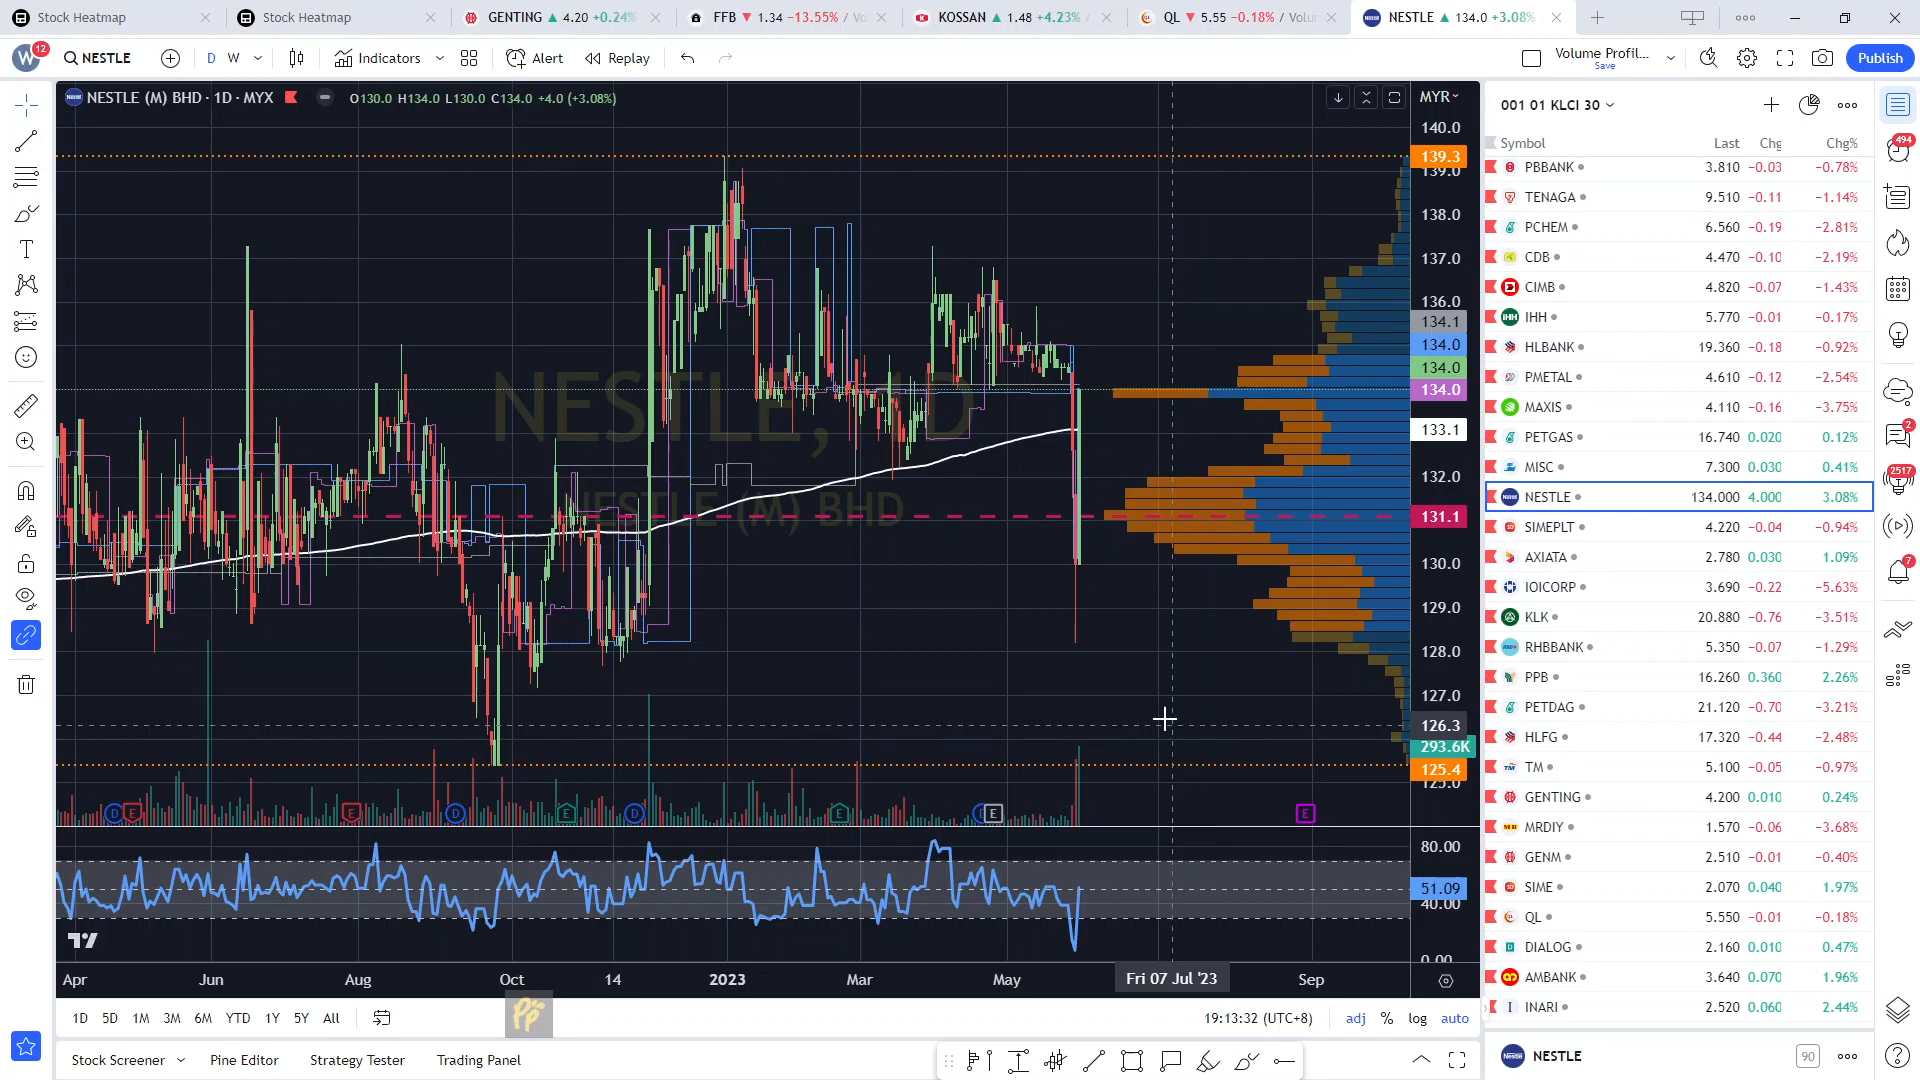 Stock Heatmap
Stock Heatmap
GENTING ▲ 4.20 +0.24%
FFB ▼ 1.34 −13.55% / Vo
KOSSAN ▲ 1.48 +4.23% /
QL ▼ 5.55 −0.18% / Volu
NESTLE ▲ 134.0 +3.08% /
W 12
NESTLE
D W
Indicators
Alert
Replay
Volume Profil...
Save
Publish
NESTLE (M) BHD · 1D · MYX
O130.0 H134.0 L130.0 C134.0 +4.0 (+3.08%)
MYR
NESTLE, 1D
NESTLE (M) BHD
140.0
139.3
139.0
138.0
137.0
136.0
134.1
134.0
134.0
134.0
133.1
132.0
131.1
130.0
129.0
128.0
127.0
126.3
293.6K
125.4
125.0
D E E D E D E E E
80.00
51.09
40.00
0.00
Apr Jun Aug Oct 14 2023 Mar May Fri 07 Jul '23 Sep
1D 5D 1M 3M 6M YTD 1Y 5Y All
19:13:32 (UTC+8) adj % log auto
Stock Screener
Pine Editor
Strategy Tester
Trading Panel
001 01 KLCI 30
Symbol Last Chg Chg%
PBBANK 3.810 −0.03 −0.78%
TENAGA 9.510 −0.11 −1.14%
PCHEM 6.560 −0.19 −2.81%
CDB 4.470 −0.10 −2.19%
CIMB 4.820 −0.07 −1.43%
IHH 5.770 −0.01 −0.17%
HLBANK 19.360 −0.18 −0.92%
PMETAL 4.610 −0.12 −2.54%
MAXIS 4.110 −0.16 −3.75%
PETGAS 16.740 0.020 0.12%
MISC 7.300 0.030 0.41%
NESTLE 134.000 4.000 3.08%
SIMEPLT 4.220 −0.04 −0.94%
AXIATA 2.780 0.030 1.09%
IOICORP 3.690 −0.22 −5.63%
KLK 20.880 −0.76 −3.51%
RHBBANK 5.350 −0.07 −1.29%
PPB 16.260 0.360 2.26%
PETDAG 21.120 −0.70 −3.21%
HLFG 17.320 −0.44 −2.48%
TM 5.100 −0.05 −0.97%
GENTING 4.200 0.010 0.24%
MRDIY 1.570 −0.06 −3.68%
GENM 2.510 −0.01 −0.40%
SIME 2.070 0.040 1.97%
QL 5.550 −0.01 −0.18%
DIALOG 2.160 0.010 0.47%
AMBANK 3.640 0.070 1.96%
INARI 2.520 0.060 2.44%
NESTLE
90
494
2
2517
7